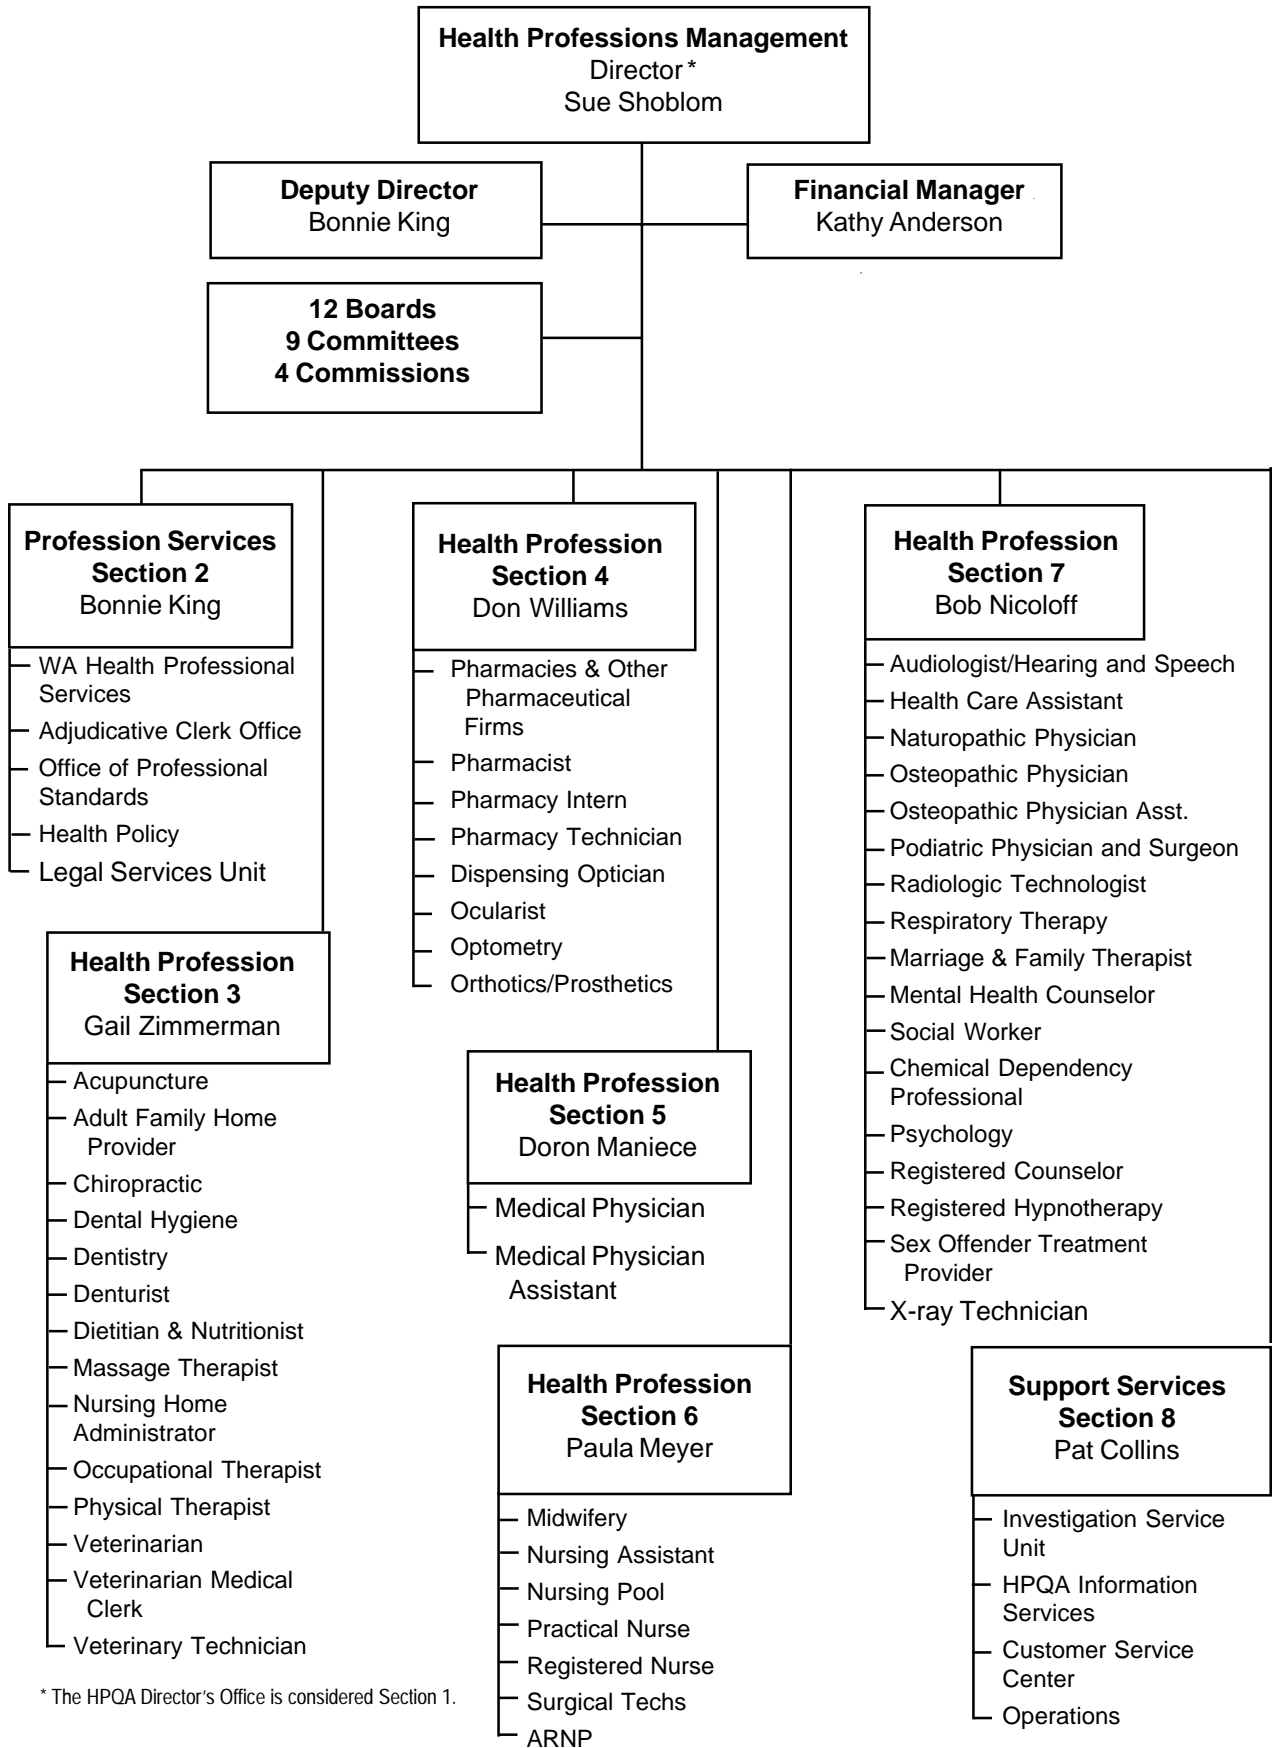 Health Professions Management
Director *
Sue Shoblom
Deputy Director
Bonnie King
Financial Manager
Kathy Anderson
12 Boards
9 Committees
4 Commissions
Profession Services
Section 2
Bonnie King
WA Health Professional
Services
Adjudicative Clerk Office
Office of Professional
Standards
Health Policy
Legal Services Unit
Health Profession
Section 3
Gail Zimmerman
Acupuncture
Adult Family Home
Provider
Chiropractic
Dental Hygiene
Dentistry
Denturist
Dietitian & Nutritionist
Massage Therapist
Nursing Home
Administrator
Occupational Therapist
Physical Therapist
Veterinarian
Veterinarian Medical
Clerk
Veterinary Technician
Health Profession
Section 4
Don Williams
Pharmacies & Other
Pharmaceutical
Firms
Pharmacist
Pharmacy Intern
Pharmacy Technician
Dispensing Optician
Ocularist
Optometry
Orthotics/Prosthetics
Health Profession
Section 5
Doron Maniece
Medical Physician
Medical Physician
Assistant
Health Profession
Section 6
Paula Meyer
Midwifery
Nursing Assistant
Nursing Pool
Practical Nurse
Registered Nurse
Surgical Techs
ARNP
Health Profession
Section 7
Bob Nicoloff
Audiologist/Hearing and Speech
Health Care Assistant
Naturopathic Physician
Osteopathic Physician
Osteopathic Physician Asst.
Podiatric Physician and Surgeon
Radiologic Technologist
Respiratory Therapy
Marriage & Family Therapist
Mental Health Counselor
Social Worker
Chemical Dependency
Professional
Psychology
Registered Counselor
Registered Hypnotherapy
Sex Offender Treatment
Provider
X-ray Technician
Support Services
Section 8
Pat Collins
Investigation Service
Unit
HPQA Information
Services
Customer Service
Center
Operations
* The HPQA Director's Office is considered Section 1.